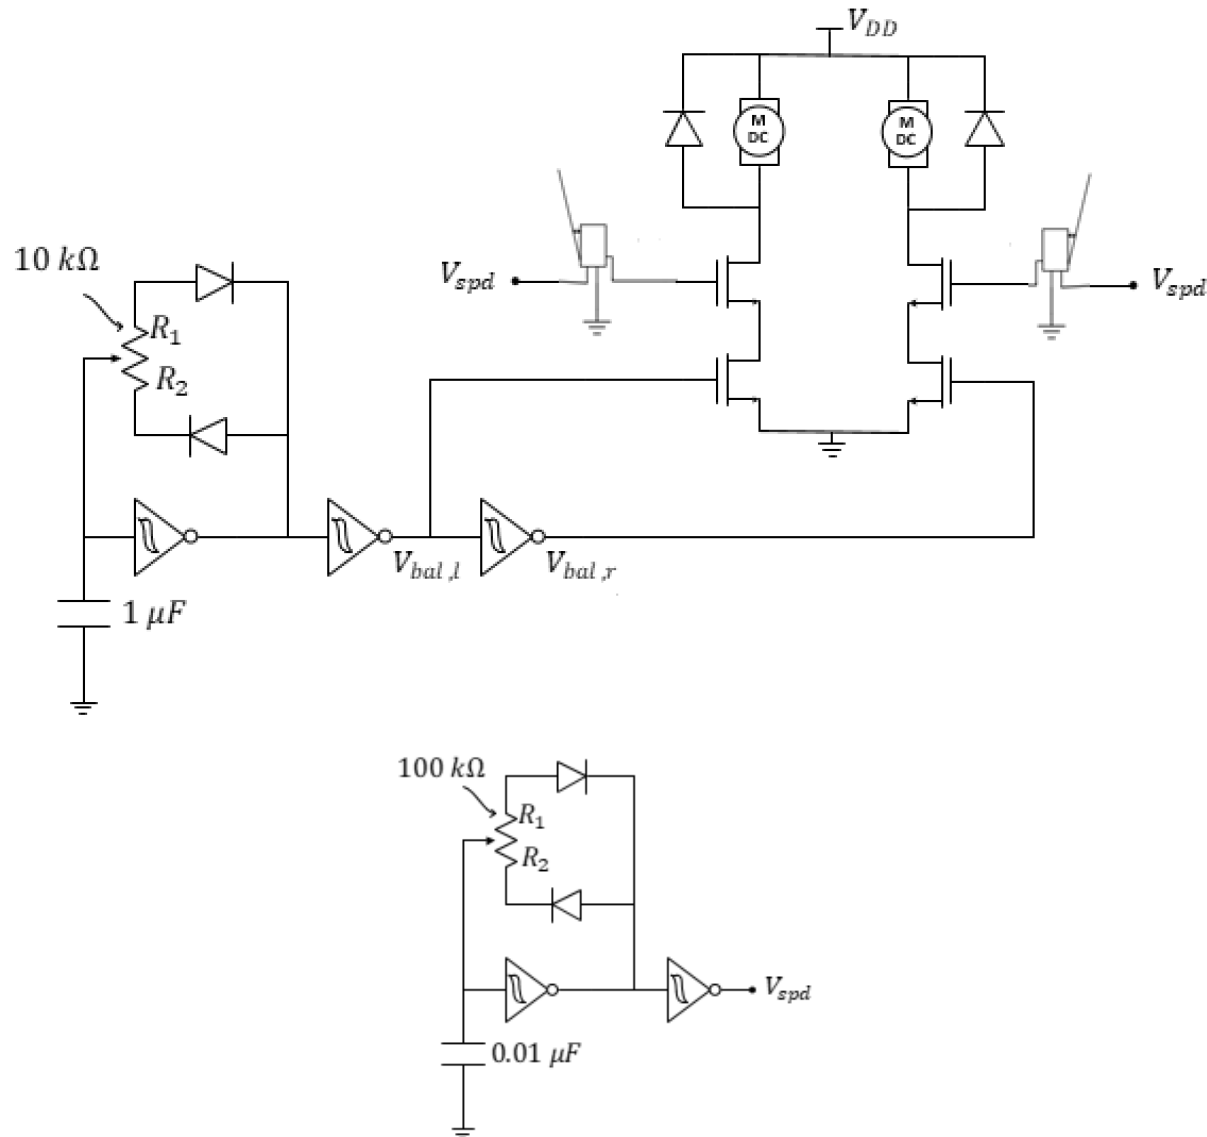 V_DD
M
DC
M
DC
10 kΩ
V_spd
V_spd
R_1
R_2
V_bal,l
V_bal,r
1 μF
100 kΩ
R_1
R_2
V_spd
0.01 μF